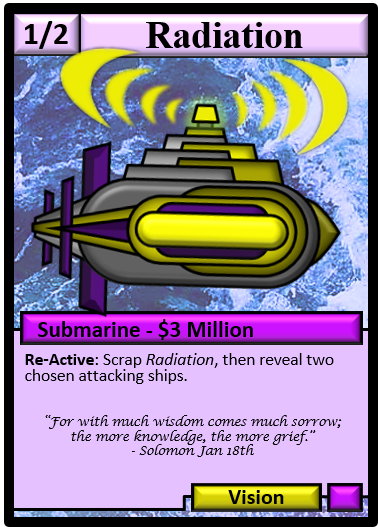 1/2 Radiation
Submarine - $3 Million
Re-Active: Scrap Radiation, then reveal two
chosen attacking ships.
"For with much wisdom comes much sorrow;
the more knowledge, the more grief."
- Solomon Jan 18th
Vision